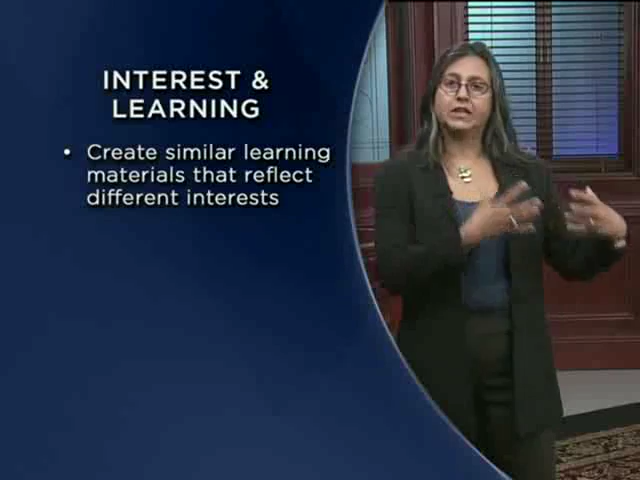 INTEREST &
LEARNING
• Create similar learning
materials that reflect
different interests